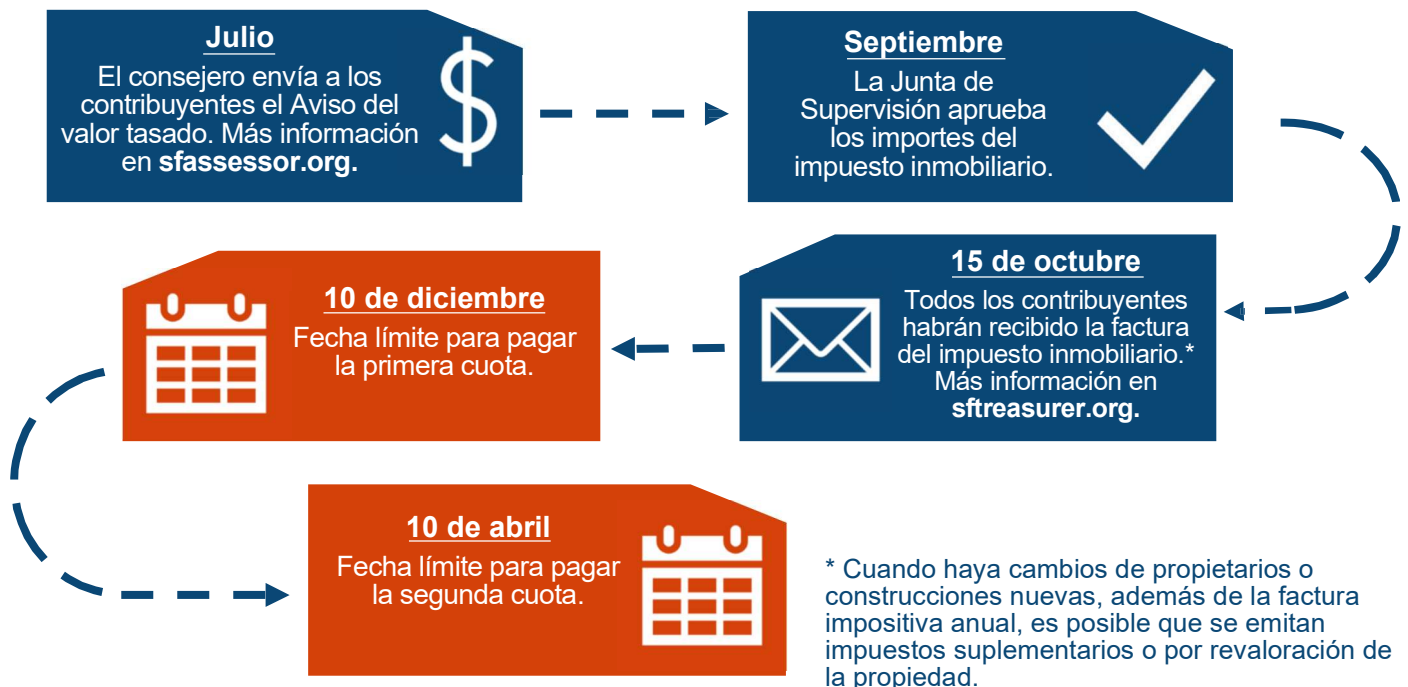 Julio
El consejero envía a los
contribuyentes el Aviso del
valor tasado. Más información
en sfassessor.org.
Septiembre
La Junta de
Supervisión aprueba
los importes del
impuesto inmobiliario.
15 de octubre
Todos los contribuyentes
habrán recibido la factura
del impuesto inmobiliario.*
Más información en
sftreasurer.org.
10 de diciembre
Fecha límite para pagar
la primera cuota.
10 de abril
Fecha límite para pagar
la segunda cuota.
* Cuando haya cambios de propietarios o
construcciones nuevas, además de la factura
impositiva anual, es posible que se emitan
impuestos suplementarios o por revaloración de
la propiedad.